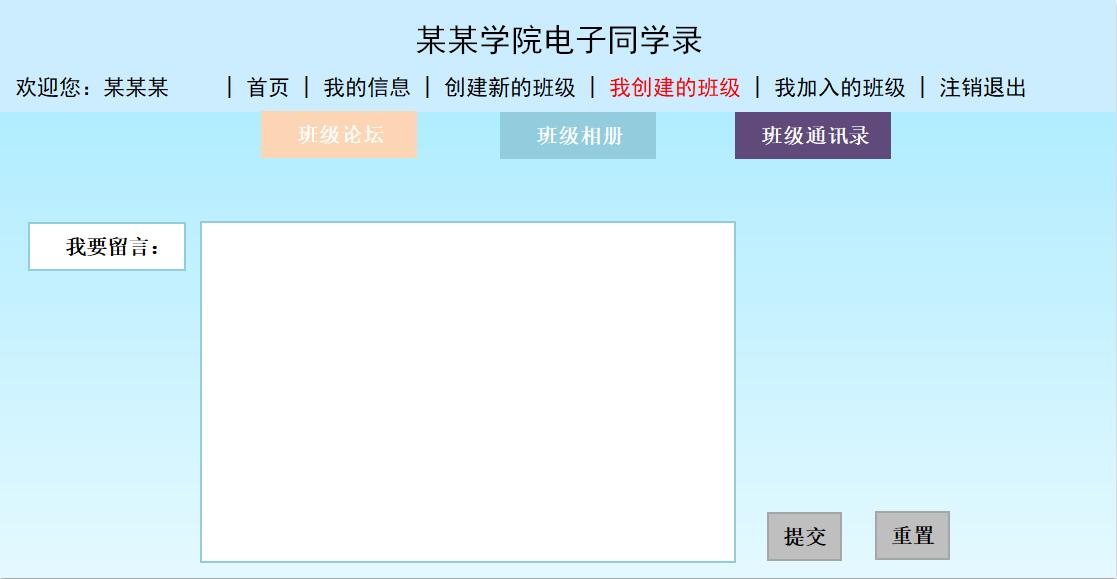 某某学院电子同学录
欢迎您：某某某 | 首页 | 我的信息 | 创建新的班级 | 我创建的班级 | 我加入的班级 | 注销退出
班级论坛 班级相册 班级通讯录
我要留言：
提交 重置